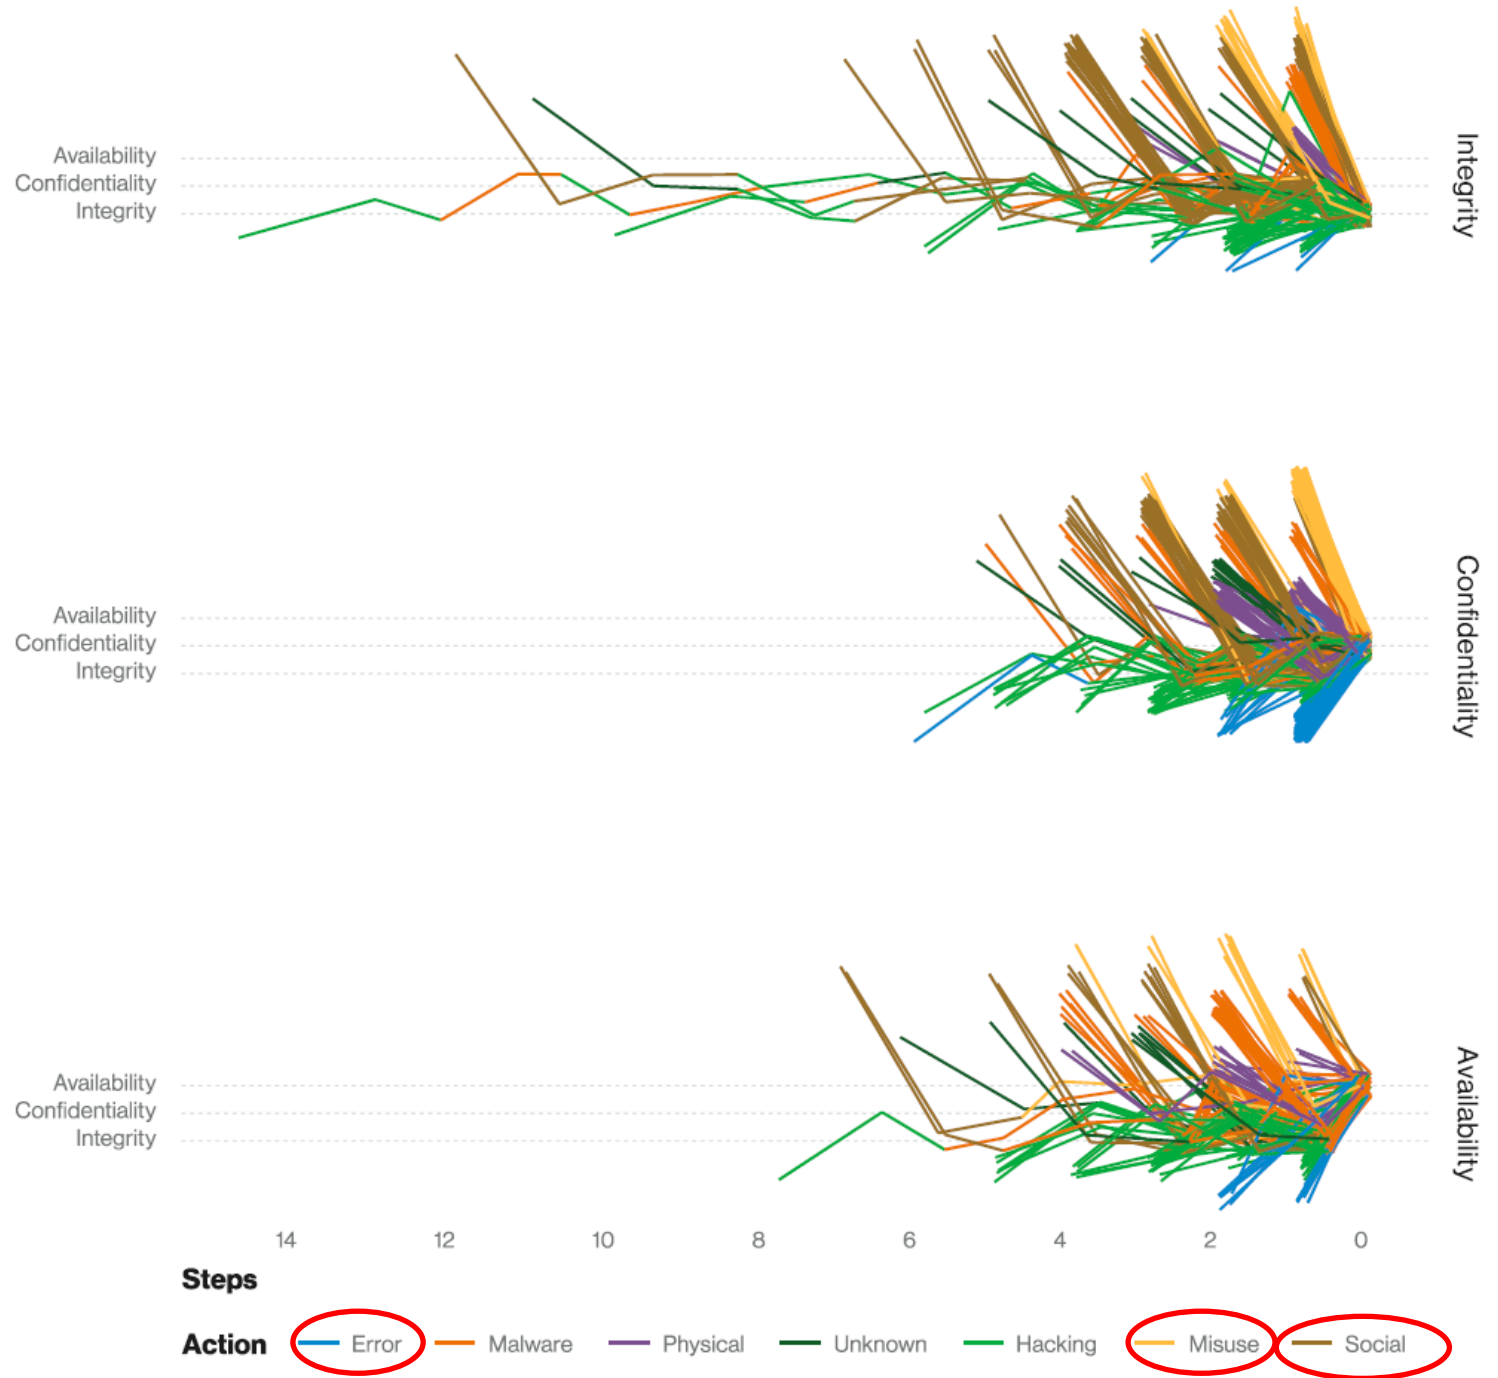 Availability
Confidentiality
Integrity
Integrity
Availability
Confidentiality
Integrity
Confidentiality
Availability
Confidentiality
Integrity
Availability
14 12 10 8 6 4 2 0
Steps
Action Error Malware Physical Unknown Hacking Misuse Social